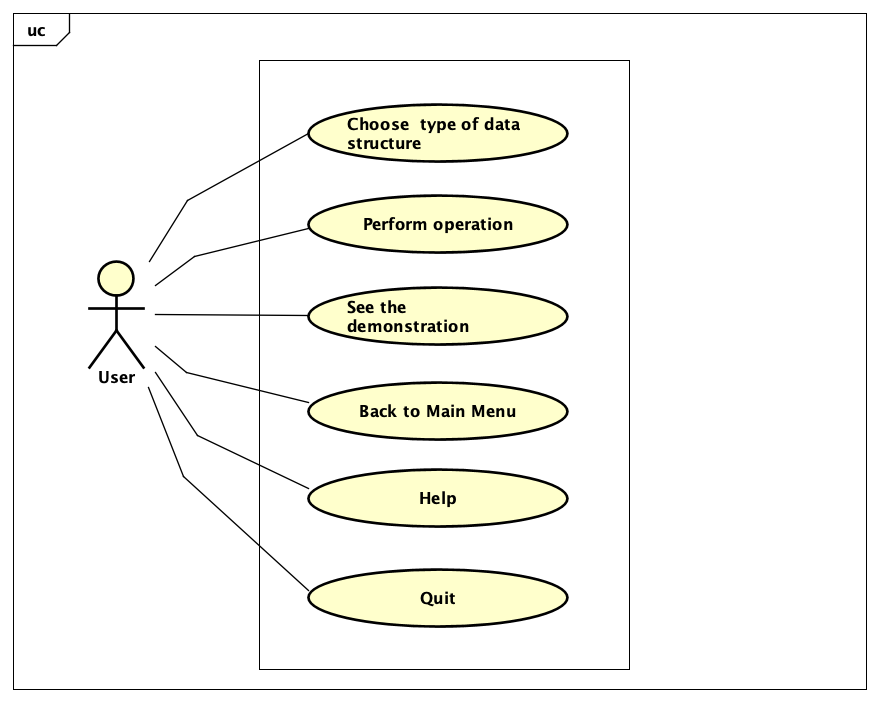 uc
Choose  type of data
structure
Perform operation
See the
demonstration
User
Back to Main Menu
Help
Quit